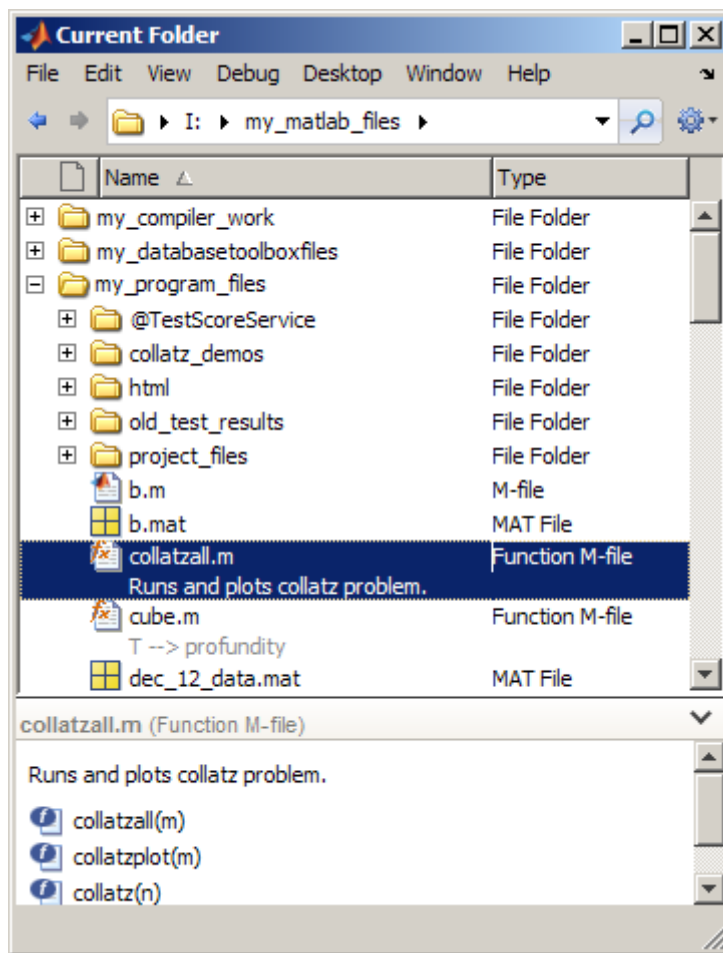 Current Folder
File Edit View Debug Desktop Window Help
I: my_matlab_files
Name Type
my_compiler_work File Folder
my_databasetoolboxfiles File Folder
my_program_files File Folder
@TestScoreService File Folder
collatz_demos File Folder
html File Folder
old_test_results File Folder
project_files File Folder
b.m M-file
b.mat MAT File
collatzall.m Function M-file
Runs and plots collatz problem.
cube.m Function M-file
T --> profundity
dec_12_data.mat MAT File
collatzall.m (Function M-file)
Runs and plots collatz problem.
collatzall(m)
collatzplot(m)
collatz(n)